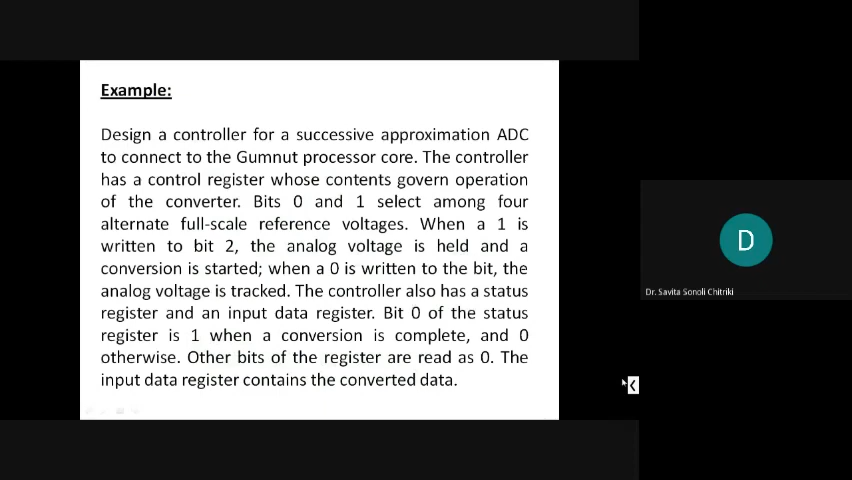 Example:
Design a controller for a successive approximation ADC
to connect to the Gumnut processor core. The controller
has a control register whose contents govern operation
of the converter. Bits 0 and 1 select among four
alternate full-scale reference voltages. When a 1 is
written to bit 2, the analog voltage is held and a
conversion is started; when a 0 is written to the bit, the
analog voltage is tracked. The controller also has a status
register and an input data register. Bit 0 of the status
register is 1 when a conversion is complete, and 0
otherwise. Other bits of the register are read as 0. The
input data register contains the converted data.
D
Dr. Savita Sonoli Chitriki